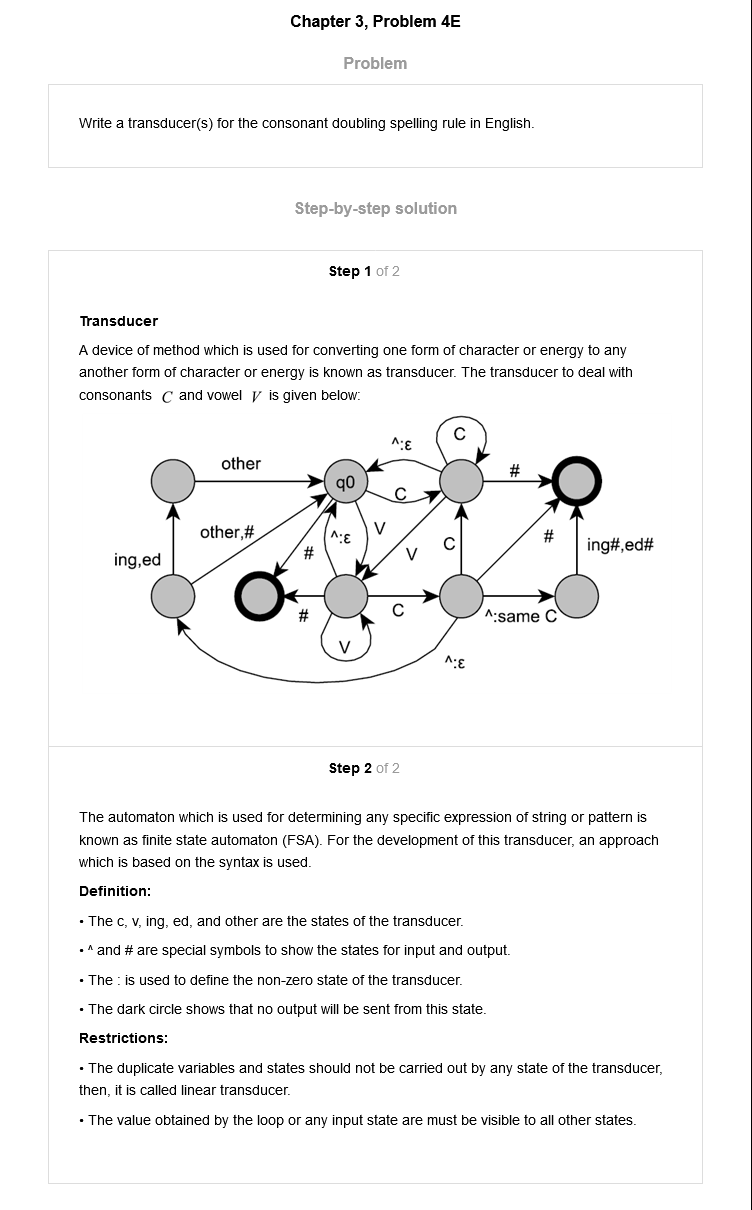 Chapter 3, Problem 4E
Problem
Write a transducer(s) for the consonant doubling spelling rule in English.
Step-by-step solution
Step 1 of 2
Transducer
A device of method which is used for converting one form of character or energy to any
another form of character or energy is known as transducer. The transducer to deal with
consonants C and vowel V is given below:
C
^:ε
other
#
q0
C
other,#
^:ε
V
#
ing,ed
#
V
C
ing#,ed#
#
C
^:same C
V
^:ε
Step 2 of 2
The automaton which is used for determining any specific expression of string or pattern is
known as finite state automaton (FSA). For the development of this transducer, an approach
which is based on the syntax is used.
Definition:
• The c, v, ing, ed, and other are the states of the transducer.
• ^ and # are special symbols to show the states for input and output.
• The : is used to define the non-zero state of the transducer.
• The dark circle shows that no output will be sent from this state.
Restrictions:
• The duplicate variables and states should not be carried out by any state of the transducer,
then, it is called linear transducer.
• The value obtained by the loop or any input state are must be visible to all other states.